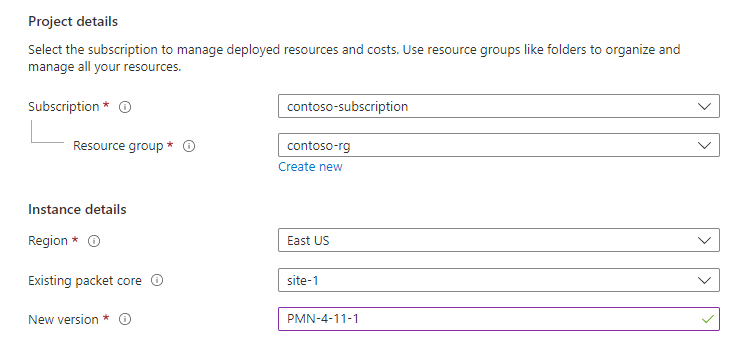 Project details
Select the subscription to manage deployed resources and costs. Use resource groups like folders to organize and
manage all your resources.
Subscription *
contoso-subscription
Resource group *
contoso-rg
Create new
Instance details
Region *
East US
Existing packet core
site-1
New version *
PMN-4-11-1